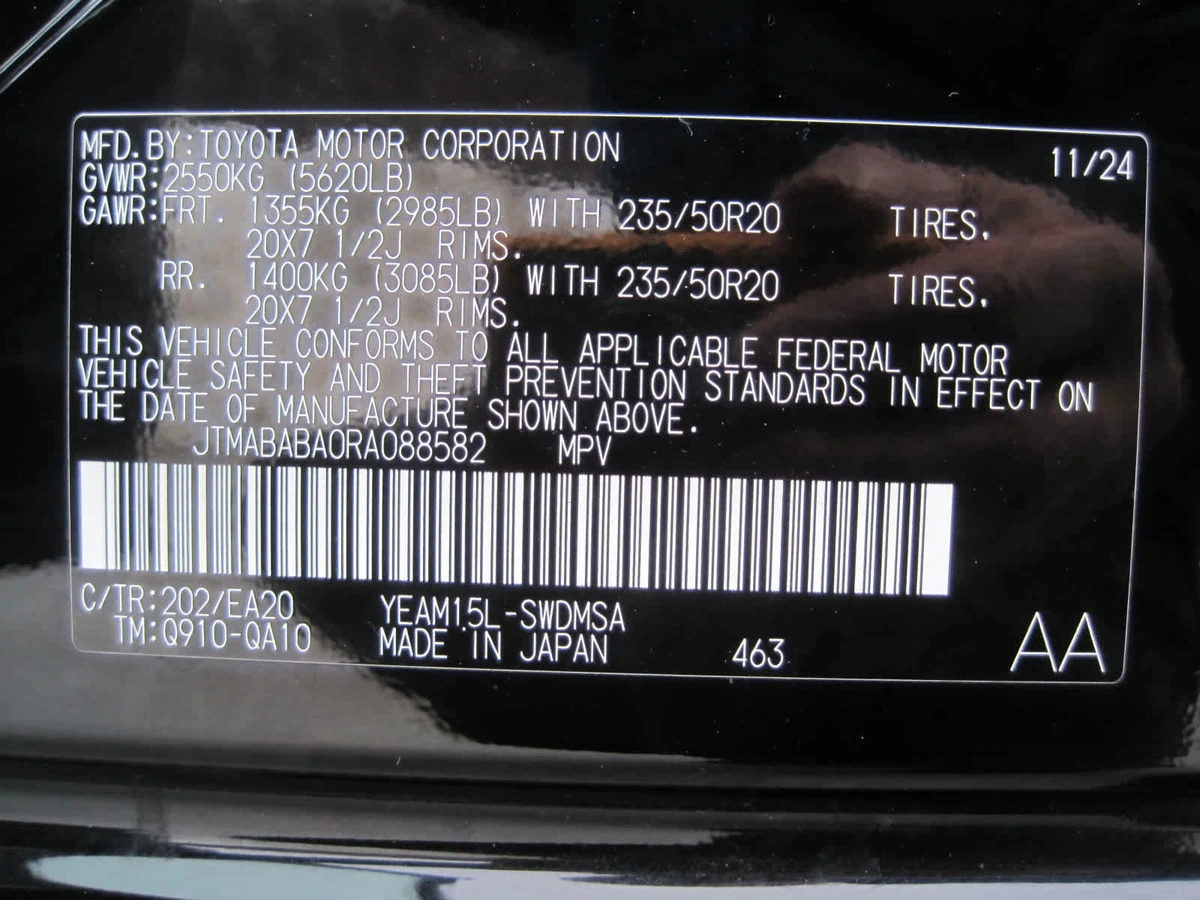 MFD.BY:TOYOTA MOTOR CORPORATION 11/24
GVWR:2550KG (5620LB)
GAWR:FRT. 1355KG (2985LB) WITH 235/50R20 TIRES,
20X7 1/2J RIMS.
RR. 1400KG (3085LB) WITH 235/50R20 TIRES,
20X7 1/2J RIMS.
THIS VEHICLE CONFORMS TO ALL APPLICABLE FEDERAL MOTOR
VEHICLE SAFETY AND THEFT PREVENTION STANDARDS IN EFFECT ON
THE DATE OF MANUFACTURE SHOWN ABOVE.
JTMABABA0RA088582 MPV
C/TR:202/EA20 YEAM15L-SWDMSA
TM:Q910-QA10 MADE IN JAPAN 463 AA